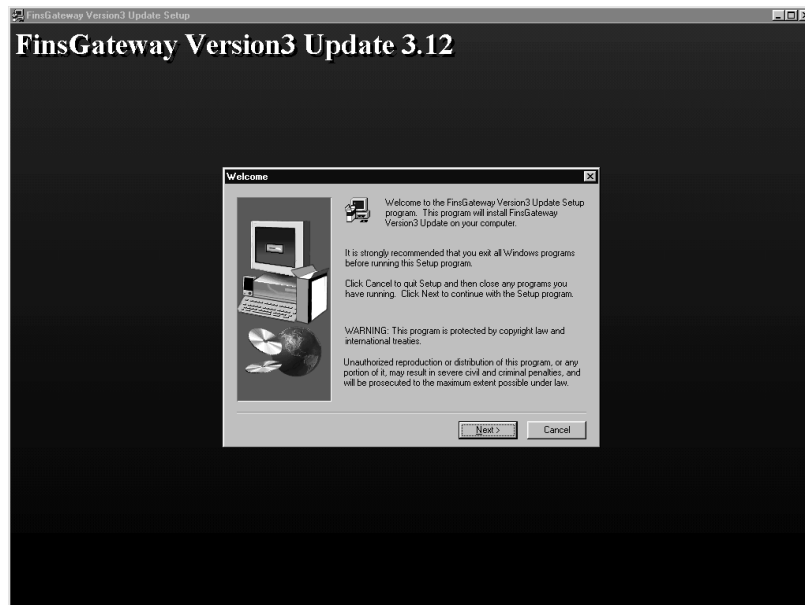 FinsGateway Version3 Update Setup
FinsGateway Version3 Update 3.12
Welcome
Welcome to the FinsGateway Version3 Update Setup
program. This program will install FinsGateway
Version3 Update on your computer.
It is strongly recommended that you exit all Windows programs
before running this Setup program.
Click Cancel to quit Setup and then close any programs you
have running. Click Next to continue with the Setup program.
WARNING: This program is protected by copyright law and
international treaties.
Unauthorized reproduction or distribution of this program, or any
portion of it, may result in severe civil and criminal penalties, and
will be prosecuted to the maximum extent possible under law.
Next >
Cancel